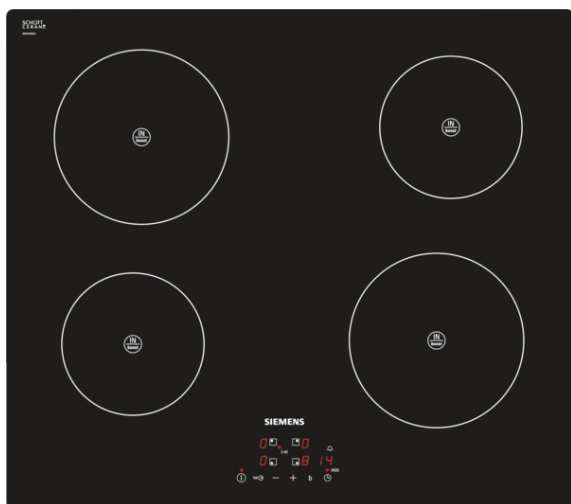 SCHOTT
CERAN®
IN
boost
IN
boost
IN
boost
IN
boost
SIEMENS
0 0
0 8 14
min
− + b